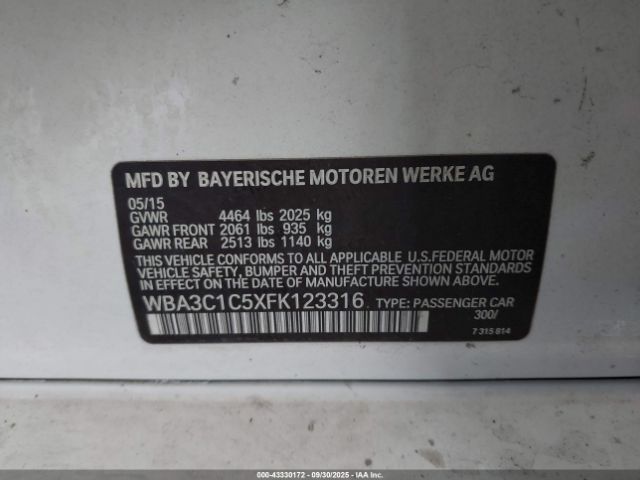 MFD BY BAYERISCHE MOTOREN WERKE AG
05/15
GVWR 4464 lbs 2025 kg
GAWR FRONT 2061 lbs 935 kg
GAWR REAR 2513 lbs 1140 kg
THIS VEHICLE CONFORMS TO ALL APPLICABLE U.S.FEDERAL MOTOR
VEHICLE SAFETY, BUMPER AND THEFT PREVENTION STANDARDS
IN EFFECT ON THE DATE OF MANUFACTURE SHOWN ABOVE.
WBA3C1C5XFK123316 TYPE: PASSENGER CAR
300/
7 315 814
000-43330172 - 09/30/2025 - © IAA Inc. All Rights Reserved.